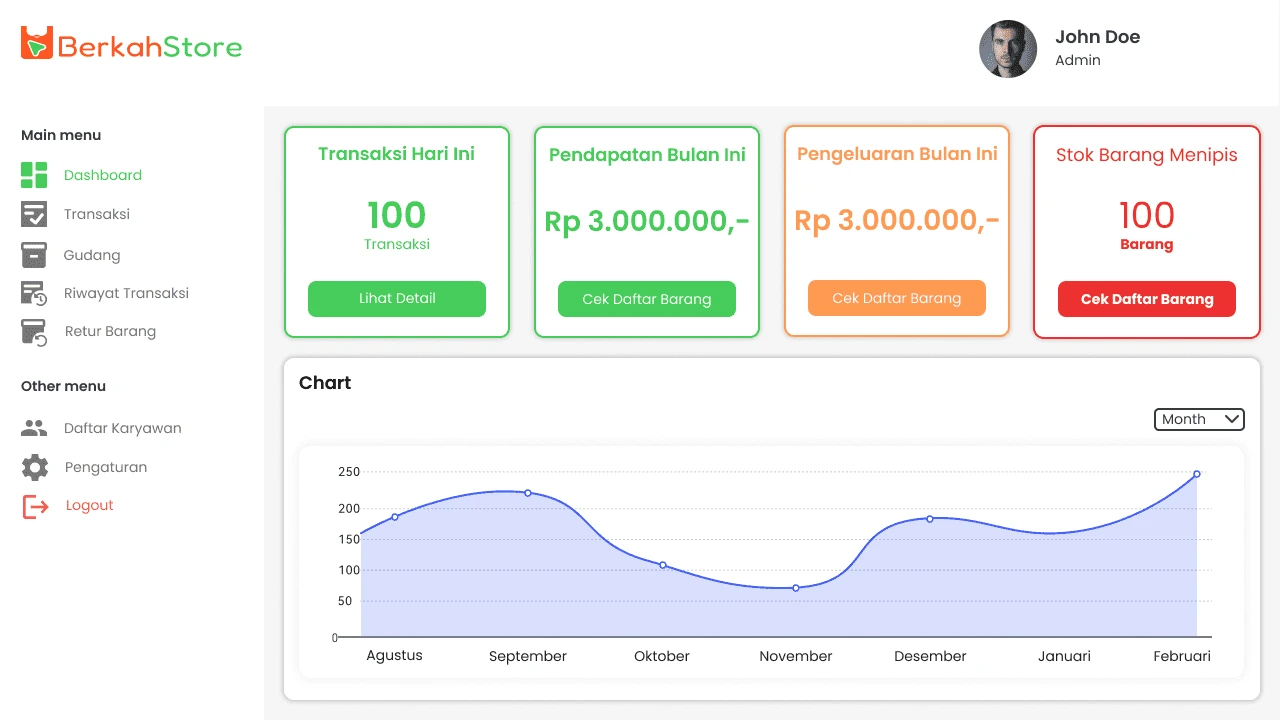 BerkahStore
John Doe
Admin
Main menu
Dashboard
Transaksi
Gudang
Riwayat Transaksi
Retur Barang
Other menu
Daftar Karyawan
Pengaturan
Logout
Transaksi Hari Ini
100
Transaksi
Lihat Detail
Pendapatan Bulan Ini
Rp 3.000.000,-
Cek Daftar Barang
Pengeluaran Bulan Ini
Rp 3.000.000,-
Cek Daftar Barang
Stok Barang Menipis
100
Barang
Cek Daftar Barang
Chart
Month
250
200
150
100
50
0
Agustus September Oktober November Desember Januari Februari